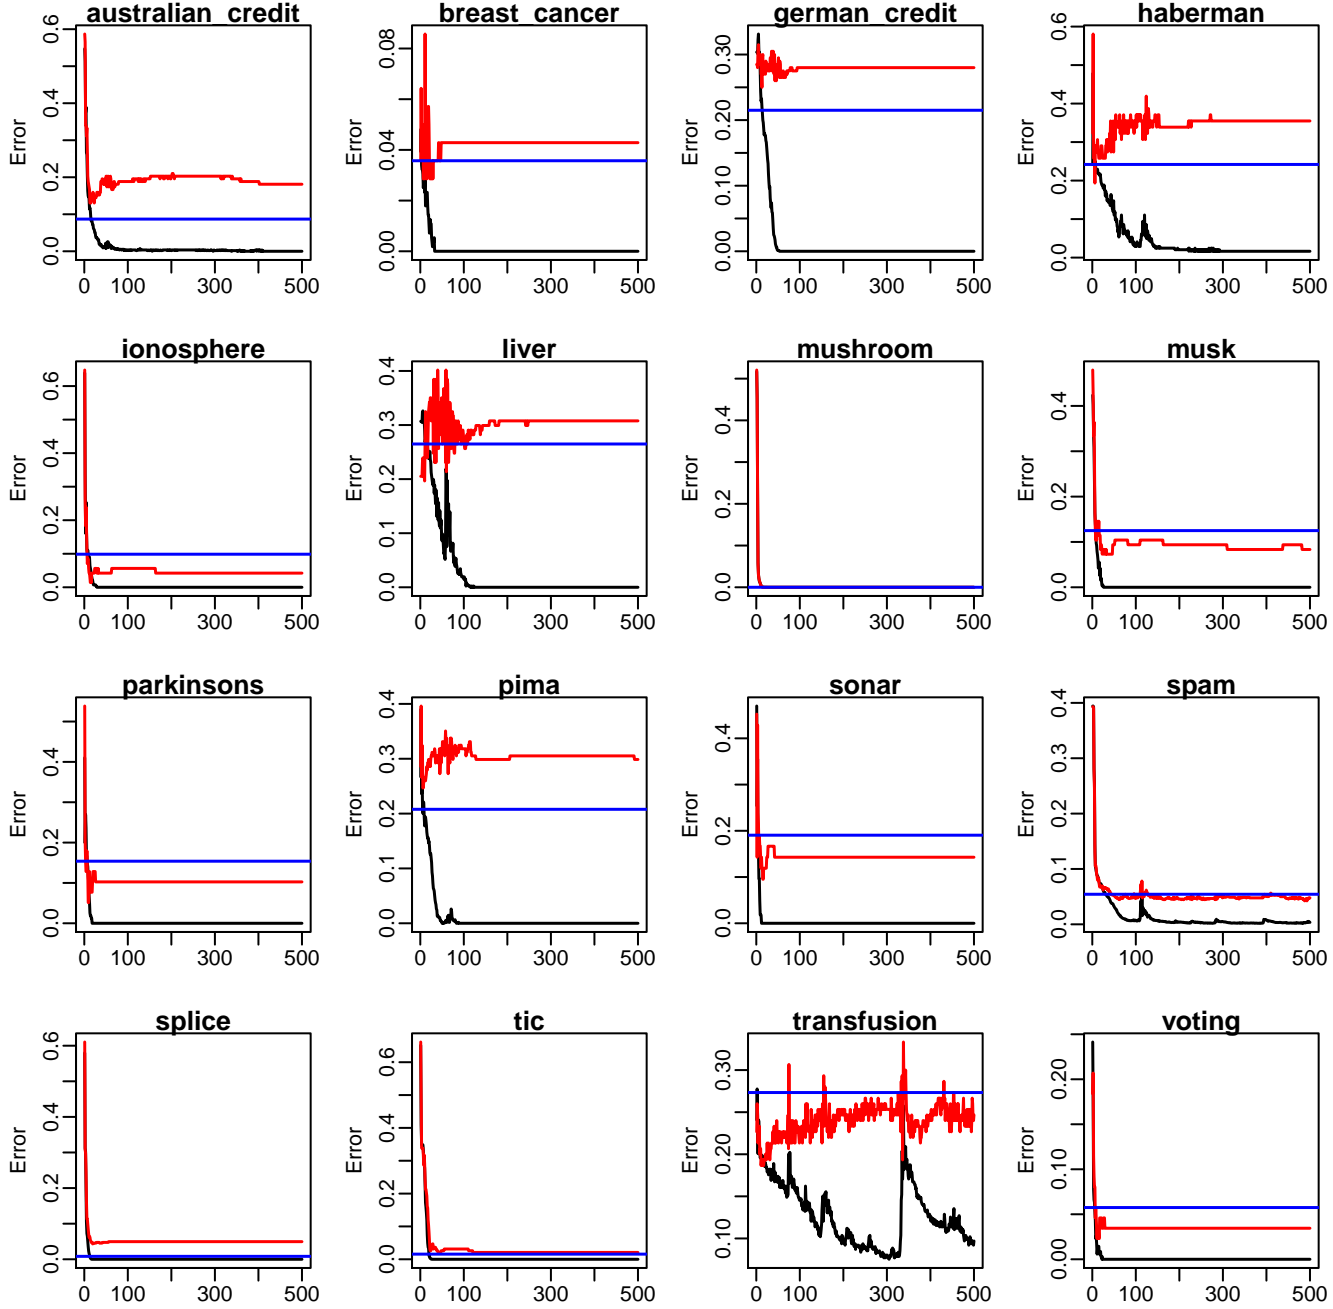 australian_credit breast_cancer german_credit haberman
Error 0.0 0.2 0.4 0.6 Error 0.00 0.04 0.08 Error 0.00 0.10 0.20 0.30 Error 0.0 0.2 0.4 0.6
0 100 300 500 0 100 300 500 0 100 300 500 0 100 300 500
ionosphere liver mushroom musk
Error 0.0 0.2 0.4 0.6 Error 0.0 0.1 0.2 0.3 0.4 Error 0.0 0.2 0.4 Error 0.0 0.2 0.4
0 100 300 500 0 100 300 500 0 100 300 500 0 100 300 500
parkinsons pima sonar spam
Error 0.0 0.2 0.4 Error 0.0 0.1 0.2 0.3 0.4 Error 0.0 0.2 0.4 Error 0.0 0.1 0.2 0.3 0.4
0 100 300 500 0 100 300 500 0 100 300 500 0 100 300 500
splice tic transfusion voting
Error 0.0 0.2 0.4 0.6 Error 0.0 0.2 0.4 0.6 Error 0.10 0.20 0.30 Error 0.00 0.10 0.20
0 100 300 500 0 100 300 500 0 100 300 500 0 100 300 500